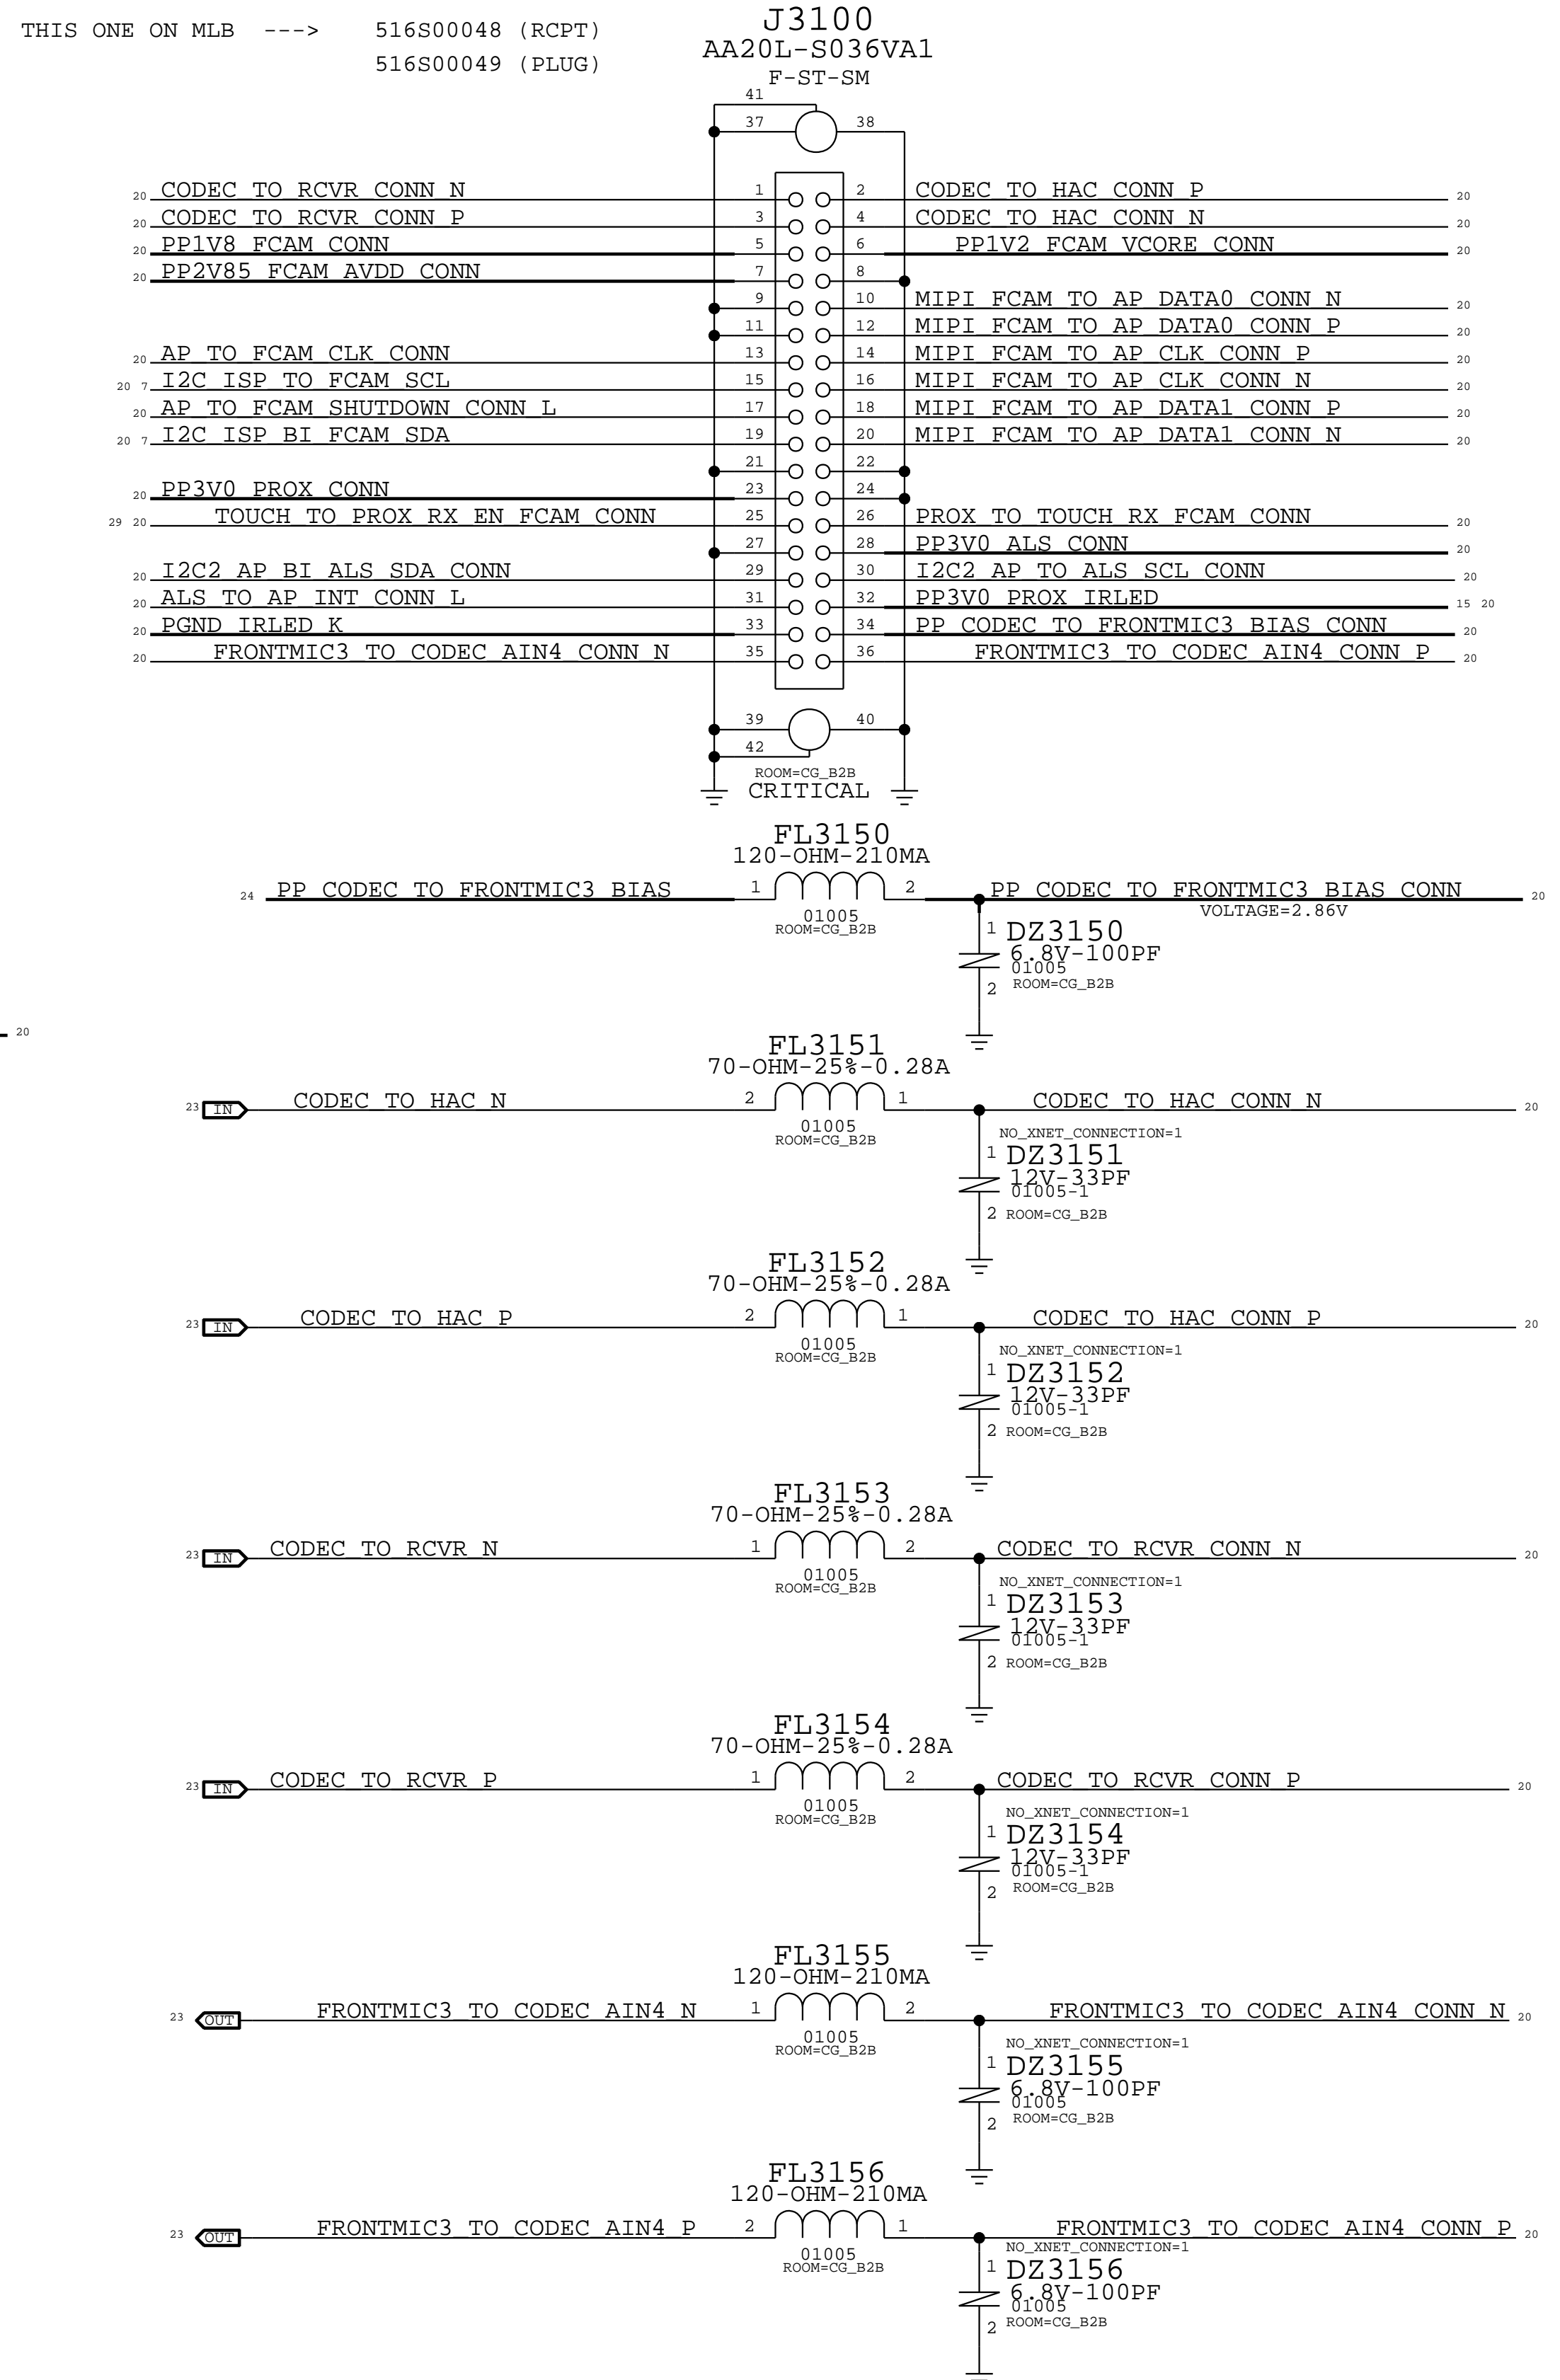 THIS ONE ON MLB ---> 516S00048 (RCPT)
516S00049 (PLUG)
J3100
AA20L-S036VA1
F-ST-SM
41
37 38
20 CODEC_TO_RCVR_CONN_N 1 2 CODEC_TO_HAC_CONN_P 20
20 CODEC_TO_RCVR_CONN_P 3 4 CODEC_TO_HAC_CONN_N 20
20 PP1V8_FCAM_CONN 5 6 PP1V2_FCAM_VCORE_CONN 20
20 PP2V85_FCAM_AVDD_CONN 7 8
9 10 MIPI_FCAM_TO_AP_DATA0_CONN_N 20
11 12 MIPI_FCAM_TO_AP_DATA0_CONN_P 20
20 AP_TO_FCAM_CLK_CONN 13 14 MIPI_FCAM_TO_AP_CLK_CONN_P 20
20 7 I2C_ISP_TO_FCAM_SCL 15 16 MIPI_FCAM_TO_AP_CLK_CONN_N 20
20 AP_TO_FCAM_SHUTDOWN_CONN_L 17 18 MIPI_FCAM_TO_AP_DATA1_CONN_P 20
20 7 I2C_ISP_BI_FCAM_SDA 19 20 MIPI_FCAM_TO_AP_DATA1_CONN_N 20
21 22
20 PP3V0_PROX_CONN 23 24
29 20 TOUCH_TO_PROX_RX_EN_FCAM_CONN 25 26 PROX_TO_TOUCH_RX_FCAM_CONN 20
27 28 PP3V0_ALS_CONN 20
20 I2C2_AP_BI_ALS_SDA_CONN 29 30 I2C2_AP_TO_ALS_SCL_CONN 20
20 ALS_TO_AP_INT_CONN_L 31 32 PP3V0_PROX_IRLED 15 20
20 PGND_IRLED_K 33 34 PP_CODEC_TO_FRONTMIC3_BIAS_CONN 20
20 FRONTMIC3_TO_CODEC_AIN4_CONN_N 35 36 FRONTMIC3_TO_CODEC_AIN4_CONN_P 20
39 40
42
ROOM=CG_B2B
CRITICAL
FL3150
120-OHM-210MA
24 PP_CODEC_TO_FRONTMIC3_BIAS 1 2 PP_CODEC_TO_FRONTMIC3_BIAS_CONN 20
VOLTAGE=2.86V
01005
ROOM=CG_B2B
1 DZ3150
6.8V-100PF
01005
2 ROOM=CG_B2B
20
FL3151
70-OHM-25%-0.28A
23 IN CODEC_TO_HAC_N 2 1 CODEC_TO_HAC_CONN_N 20
01005
ROOM=CG_B2B
NO_XNET_CONNECTION=1
1 DZ3151
12V-33PF
01005-1
2 ROOM=CG_B2B
FL3152
70-OHM-25%-0.28A
23 IN CODEC_TO_HAC_P 2 1 CODEC_TO_HAC_CONN_P 20
01005
ROOM=CG_B2B
NO_XNET_CONNECTION=1
1 DZ3152
12V-33PF
01005-1
2 ROOM=CG_B2B
FL3153
70-OHM-25%-0.28A
23 IN CODEC_TO_RCVR_N 1 2 CODEC_TO_RCVR_CONN_N 20
01005
ROOM=CG_B2B
NO_XNET_CONNECTION=1
1 DZ3153
12V-33PF
01005-1
2 ROOM=CG_B2B
FL3154
70-OHM-25%-0.28A
23 IN CODEC_TO_RCVR_P 1 2 CODEC_TO_RCVR_CONN_P 20
01005
ROOM=CG_B2B
NO_XNET_CONNECTION=1
1 DZ3154
12V-33PF
01005-1
2 ROOM=CG_B2B
FL3155
120-OHM-210MA
23 OUT FRONTMIC3_TO_CODEC_AIN4_N 1 2 FRONTMIC3_TO_CODEC_AIN4_CONN_N 20
01005
ROOM=CG_B2B
NO_XNET_CONNECTION=1
1 DZ3155
6.8V-100PF
01005
2 ROOM=CG_B2B
FL3156
120-OHM-210MA
23 OUT FRONTMIC3_TO_CODEC_AIN4_P 2 1 FRONTMIC3_TO_CODEC_AIN4_CONN_P 20
01005
ROOM=CG_B2B
NO_XNET_CONNECTION=1
1 DZ3156
6.8V-100PF
01005
2 ROOM=CG_B2B